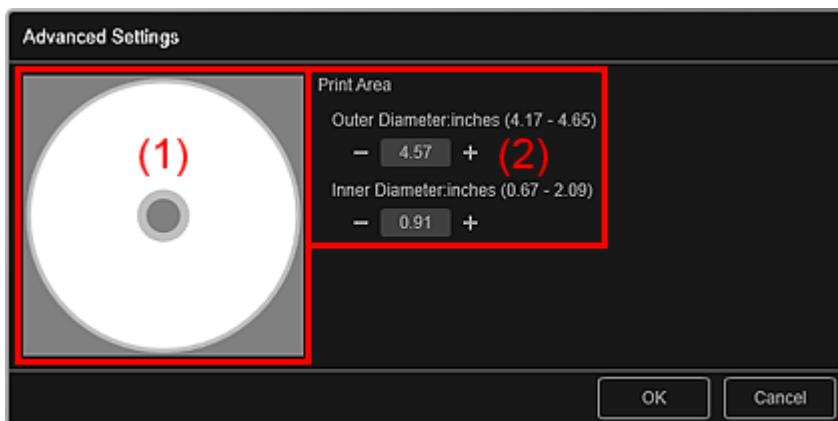 Advanced Settings
(1)
Print Area
Outer Diameter:inches (4.17 - 4.65)
− 4.57 + (2)
Inner Diameter:inches (0.67 - 2.09)
− 0.91 +
OK Cancel